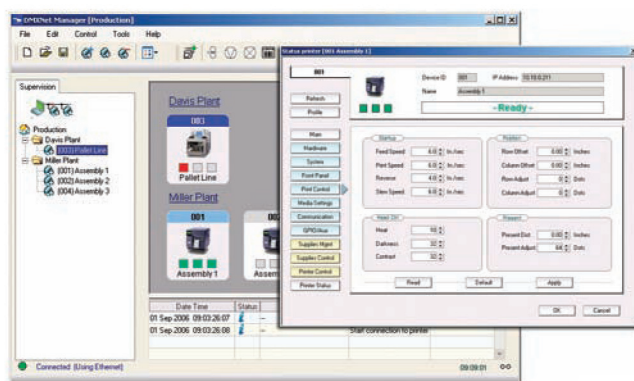 DMXNet Manager [Production]
File Edit Control Tools Help
Supervision
Production
Davis Plant
(003) Pallet Line
Miller Plant
(001) Assembly 1
(002) Assembly 2
(004) Assembly 3
Davis Plant
003
Pallet Line
Miller Plant
001
Assembly 1
002
Date Time Status
01 Sep 2006 09:03:26:07 --
01 Sep 2006 09:03:26:08 -- Start connection to printer
Connected (Using Ethernet) 09:09:01
Status printer [001 Assembly 1]
001
Refresh
Profile
Main
Hardware
System
Front Panel
Print Control
Media Settings
Communication
Supplies Mgmt
Supplies Control
Printer Control
Printer Status
Device ID 001 IP Address 10.10.0.211
Name Assembly 1
- Ready -
Startup
Feed Speed 6.0 In./sec
Print Speed 6.0 In./sec
Reverse 4.0 In./sec
Slew Speed 6.0 In./sec
Position
Row Offset 0.00 Inches
Column Offset 0.00 Inches
Row Adjust 0 Dots
Column Adjust 0 Dots
Heat
Darkness 32
Contrast 32
Present
Present Dist. 0.00 Inches
Present Adjust 64 Dots
Read Default Apply
OK Cancel